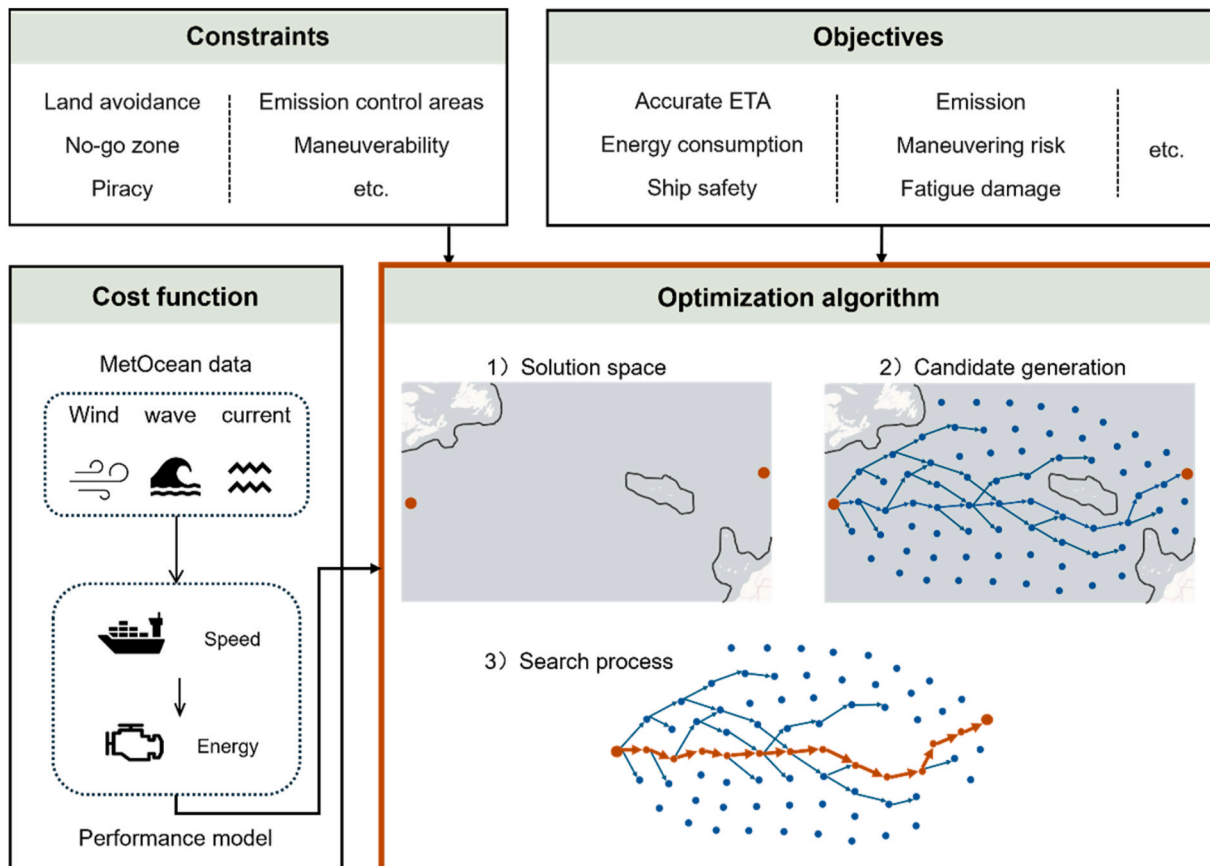 Constraints
Land avoidance
Emission control areas
No-go zone
Maneuverability
Piracy
etc.
Objectives
Accurate ETA
Emission
Energy consumption
Maneuvering risk
etc.
Ship safety
Fatigue damage
Cost function
MetOcean data
Wind wave current
Speed
Energy
Performance model
Optimization algorithm
1）Solution space
2）Candidate generation
3）Search process